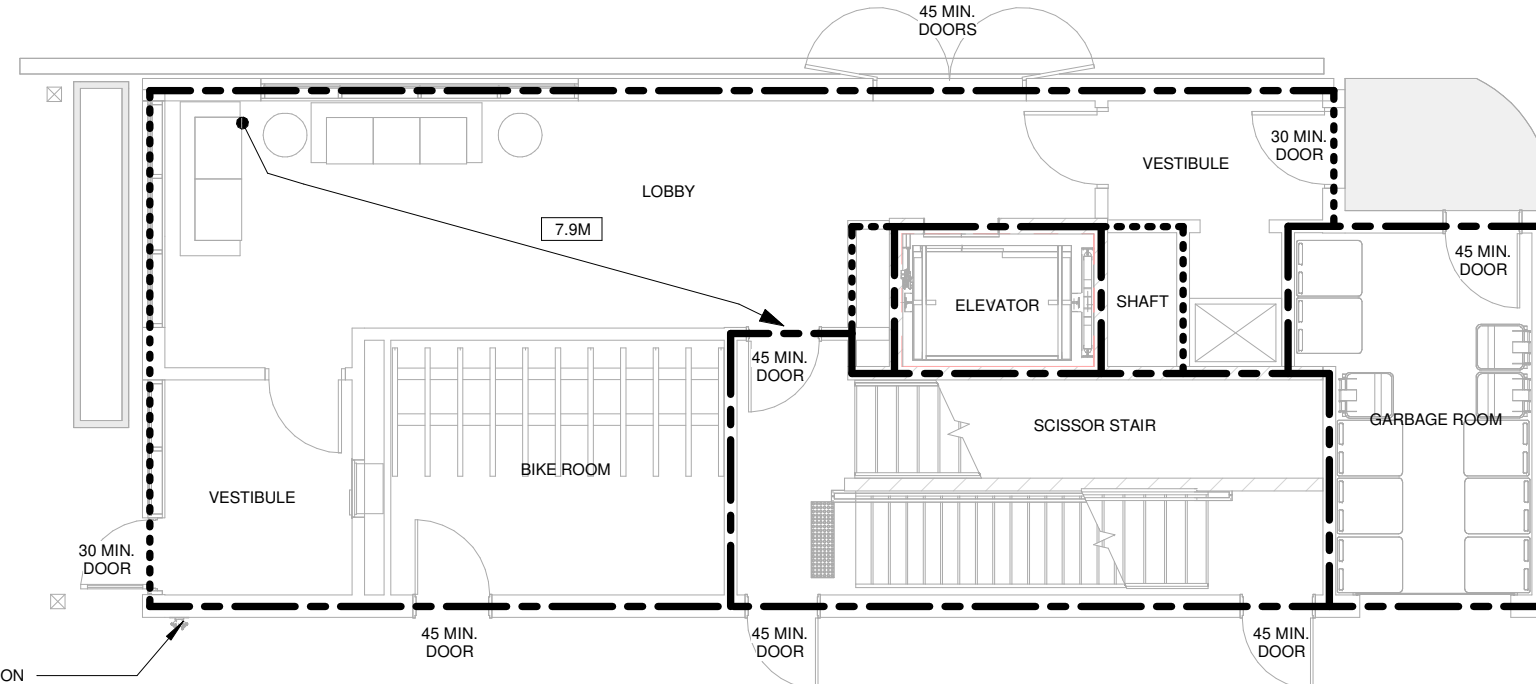 45 MIN.
DOORS
30 MIN.
DOOR
VESTIBULE
LOBBY
7.9M
45 MIN.
DOOR
ELEVATOR
SHAFT
45 MIN.
DOOR
SCISSOR STAIR
GARBAGE ROOM
BIKE ROOM
VESTIBULE
30 MIN.
DOOR
45 MIN.
DOOR
45 MIN.
DOOR
45 MIN.
DOOR
ON